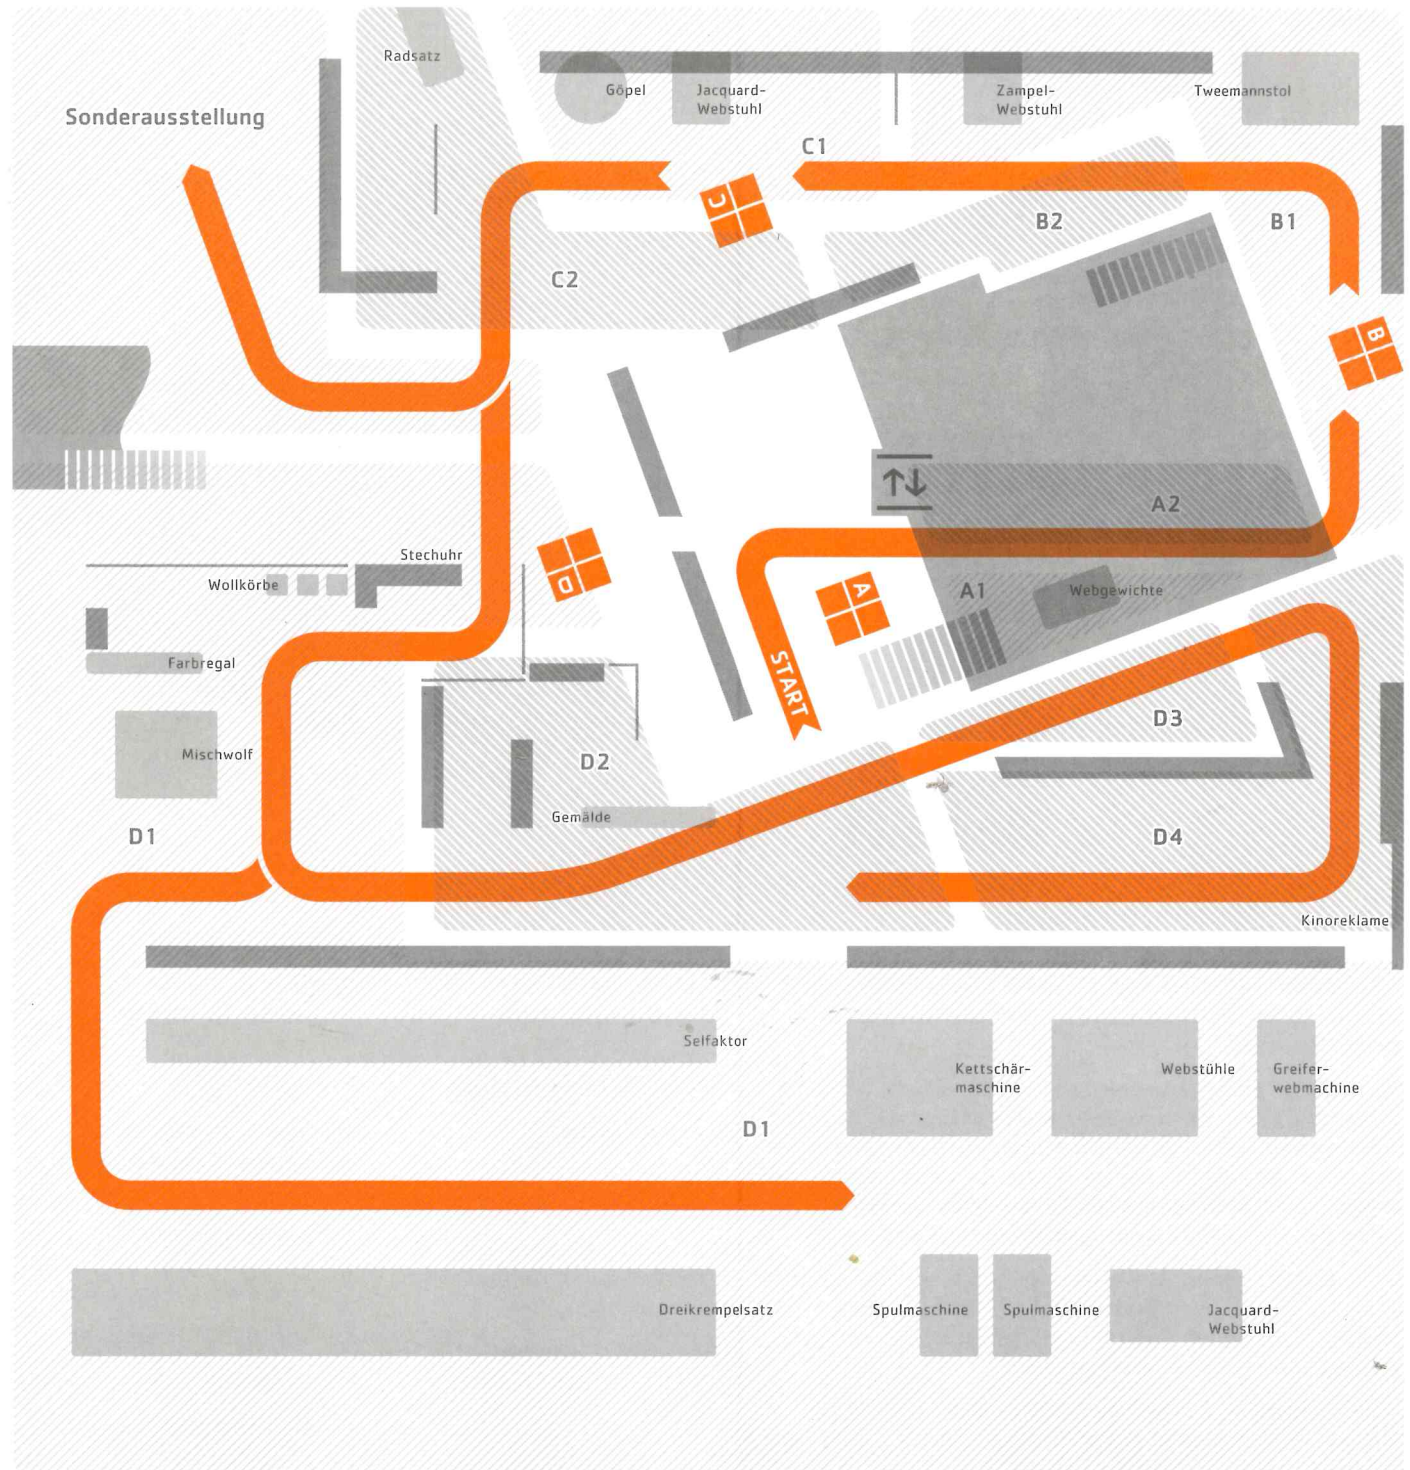 Radsatz
Sonderausstellung
Göpel
Jacquard-
Webstuhl
Zampel-
Webstuhl
Tweemannstol
C1
C
B2
B1
C2
B
A2
Stechuhr
Wollkörbe
D
A
A1
Webgewichte
Farbregal
START
D3
Mischwolf
D2
Gemälde
D1
D4
Kinoreklame
Selfaktor
Kettschär-
maschine
Webstühle
Greifer-
webmachine
D1
Dreikrempelsatz
Spulmaschine
Spulmaschine
Jacquard-
Webstuhl